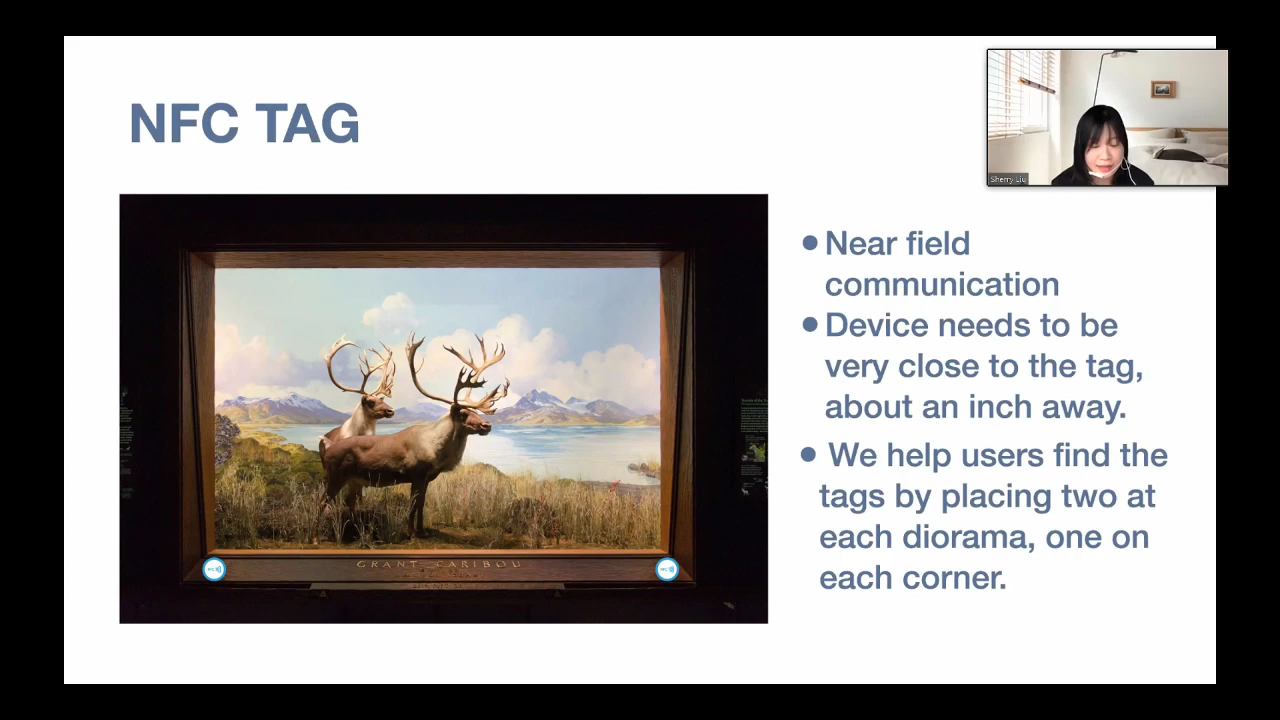 NFC TAG
Sherry Liu
• Near field
communication
• Device needs to be
very close to the tag,
about an inch away.
• We help users find the
tags by placing two at
each diorama, one on
each corner.
GRANT CARIBOU